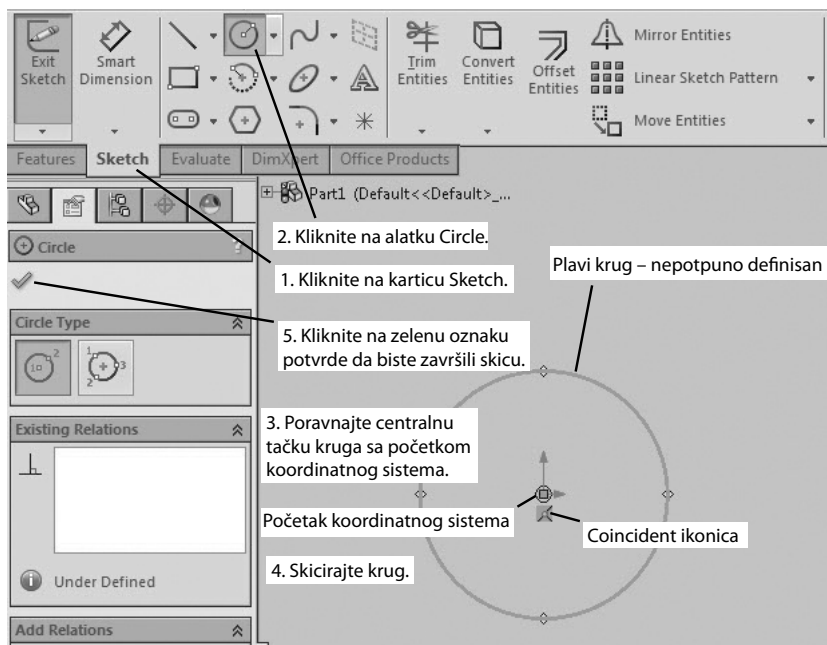 Exit
Sketch
Smart
Dimension
Trim
Entities
Convert
Entities
Offset
Entities
Mirror Entities
Linear Sketch Pattern
Move Entities
Features
Sketch
Evaluate
DimXpert
Office Products
Part1 (Default<<Default>_...
Circle
?
2. Kliknite na alatku Circle.
1. Kliknite na karticu Sketch.
Plavi krug – nepotpuno definisan
Circle Type
5. Kliknite na zelenu oznaku
potvrde da biste završili skicu.
Existing Relations
3. Poravnajte centralnu
tačku kruga sa početkom
koordinatnog sistema.
Početak koordinatnog sistema
Coincident ikonica
4. Skicirajte krug.
Under Defined
Add Relations